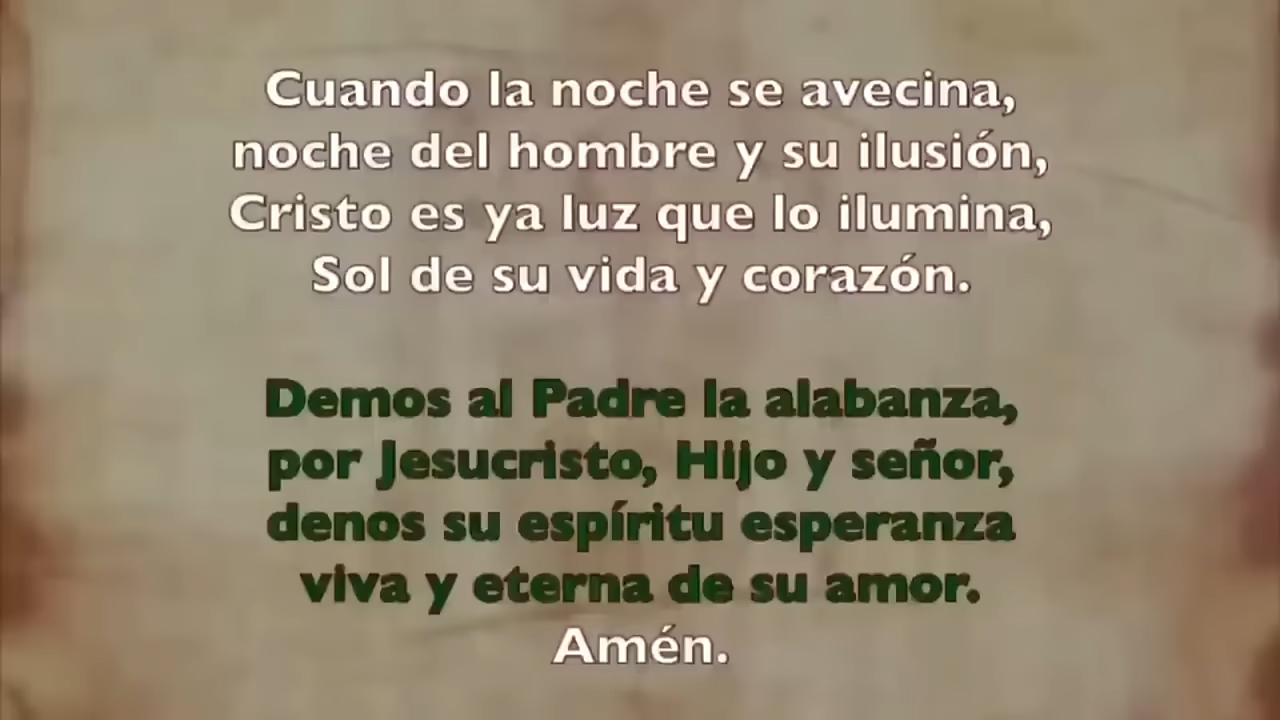 Cuando la noche se avecina,
noche del hombre y su ilusión,
Cristo es ya luz que lo ilumina,
Sol de su vida y corazón.
Demos al Padre la alabanza,
por Jesucristo, Hijo y señor,
denos su espíritu esperanza
viva y eterna de su amor.
Amén.